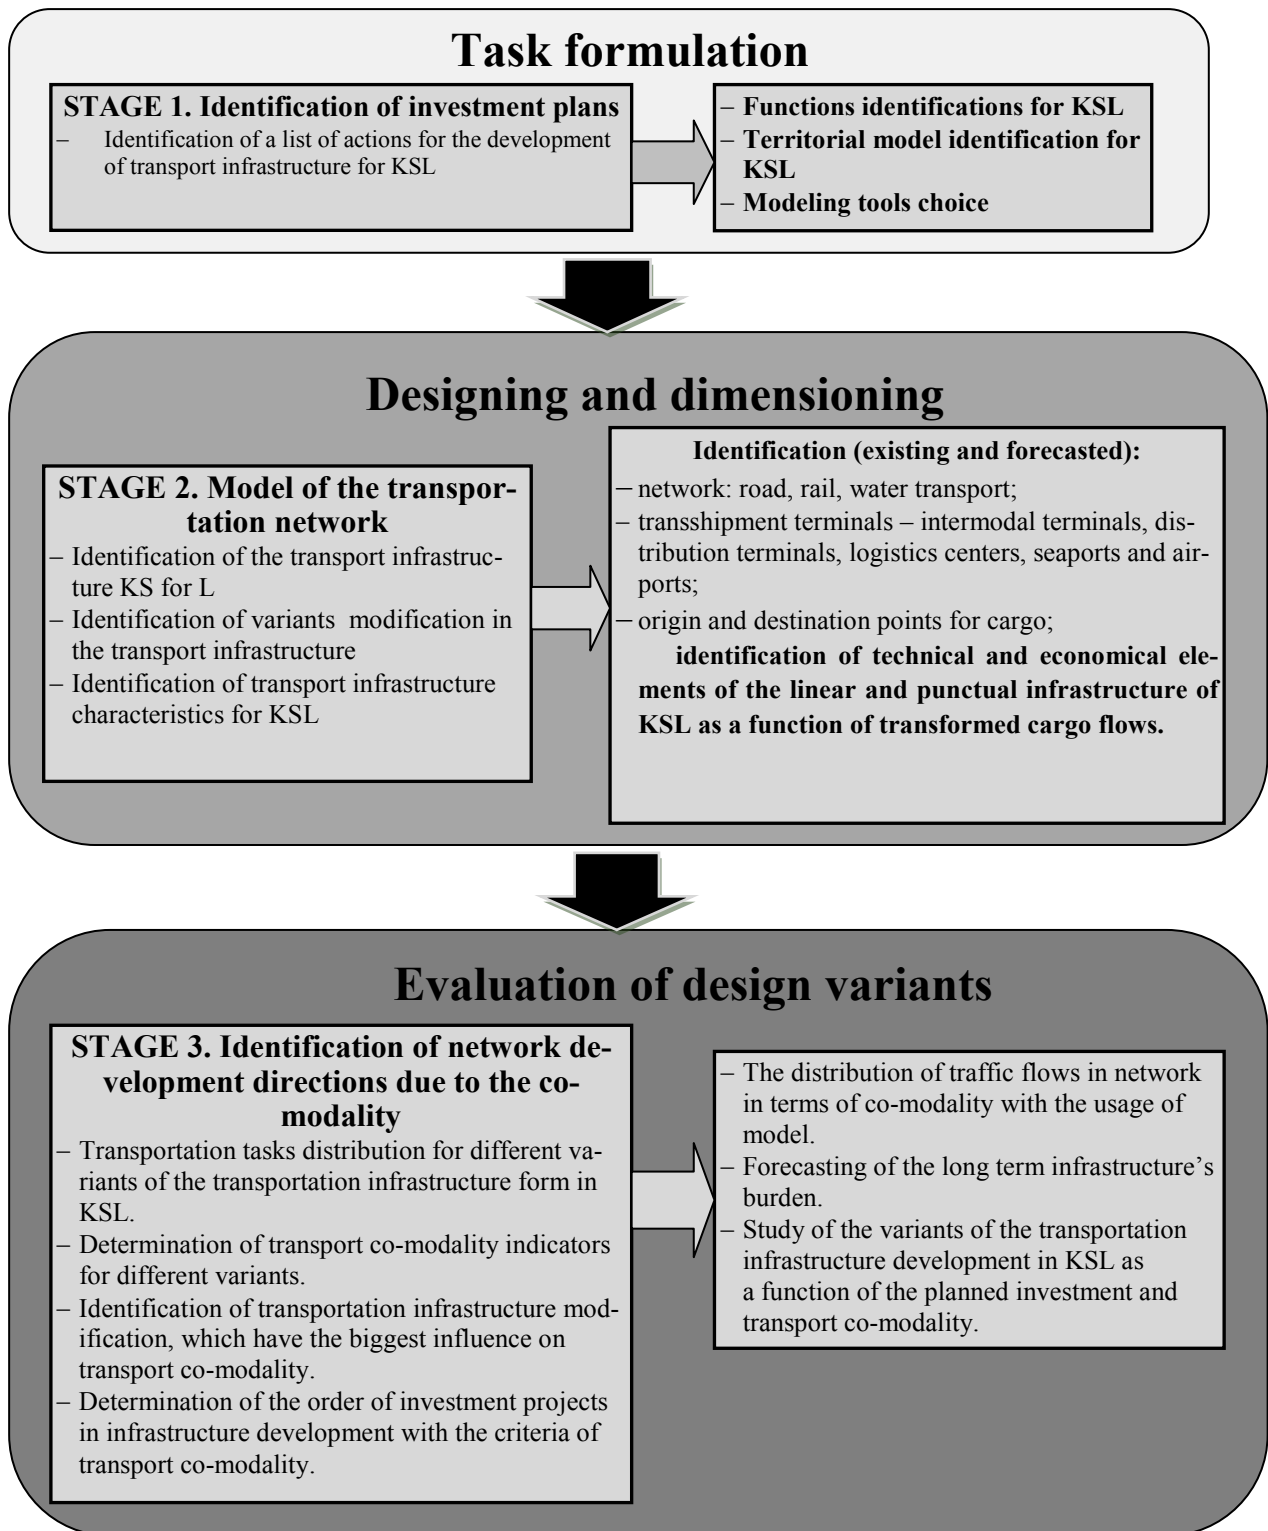 Task formulation
STAGE 1. Identification of investment plans
– Identification of a list of actions for the development
of transport infrastructure for KSL
– Functions identifications for KSL
– Territorial model identification for
KSL
– Modeling tools choice
Designing and dimensioning
STAGE 2. Model of the transpor-
tation network
– Identification of the transport infrastruc-
ture KS for L
– Identification of variants modification in
the transport infrastructure
– Identification of transport infrastructure
characteristics for KSL
Identification (existing and forecasted):
– network: road, rail, water transport;
– transshipment terminals – intermodal terminals, dis-
tribution terminals, logistics centers, seaports and air-
ports;
– origin and destination points for cargo;
identification of technical and economical ele-
ments of the linear and punctual infrastructure of
KSL as a function of transformed cargo flows.
Evaluation of design variants
STAGE 3. Identification of network de-
velopment directions due to the co-
modality
– Transportation tasks distribution for different va-
riants of the transportation infrastructure form in
KSL.
– Determination of transport co-modality indicators
for different variants.
– Identification of transportation infrastructure mod-
ification, which have the biggest influence on
transport co-modality.
– Determination of the order of investment projects
in infrastructure development with the criteria of
transport co-modality.
– The distribution of traffic flows in network
in terms of co-modality with the usage of
model.
– Forecasting of the long term infrastructure’s
burden.
– Study of the variants of the transportation
infrastructure development in KSL as
a function of the planned investment and
transport co-modality.